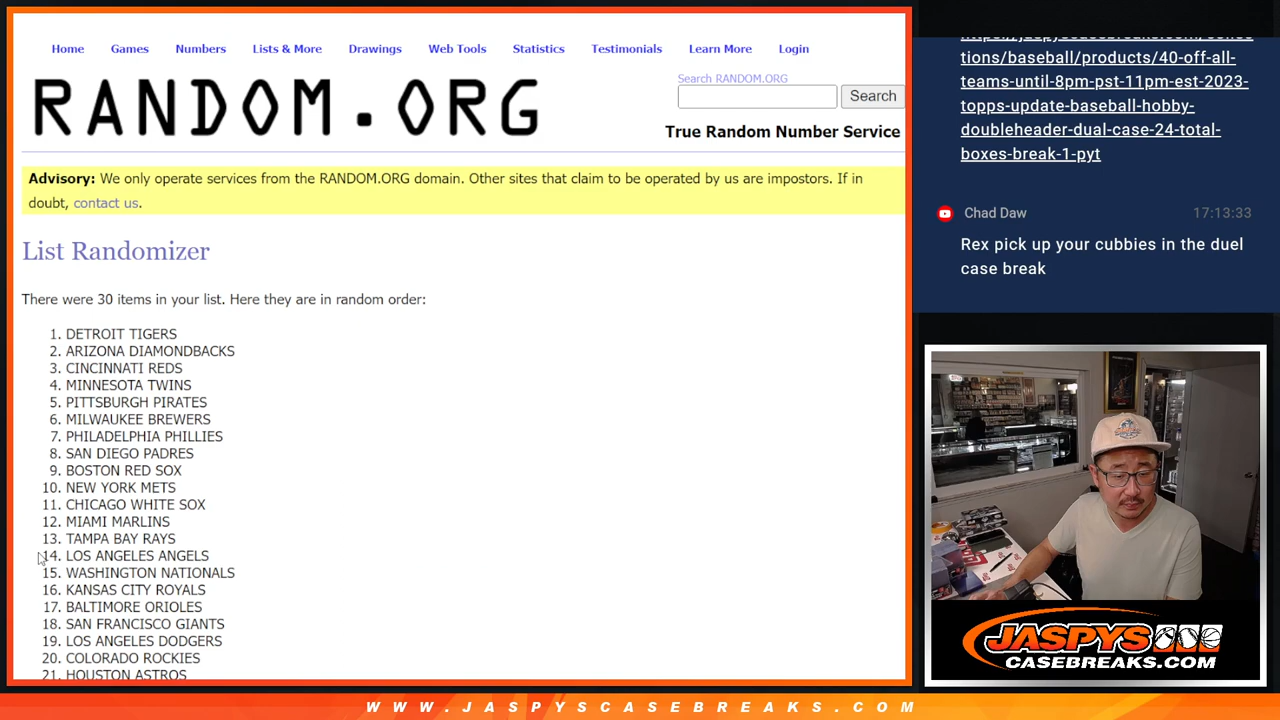 Home Games Numbers Lists & More Drawings Web Tools Statistics Testimonials Learn More Login
RANDOM.ORG
Search RANDOM.ORG
Search
True Random Number Service
Advisory: We only operate services from the RANDOM.ORG domain. Other sites that claim to be operated by us are impostors. If in
doubt, contact us.
List Randomizer
There were 30 items in your list. Here they are in random order:
1. DETROIT TIGERS
2. ARIZONA DIAMONDBACKS
3. CINCINNATI REDS
4. MINNESOTA TWINS
5. PITTSBURGH PIRATES
6. MILWAUKEE BREWERS
7. PHILADELPHIA PHILLIES
8. SAN DIEGO PADRES
9. BOSTON RED SOX
10. NEW YORK METS
11. CHICAGO WHITE SOX
12. MIAMI MARLINS
13. TAMPA BAY RAYS
14. LOS ANGELES ANGELS
15. WASHINGTON NATIONALS
16. KANSAS CITY ROYALS
17. BALTIMORE ORIOLES
18. SAN FRANCISCO GIANTS
19. LOS ANGELES DODGERS
20. COLORADO ROCKIES
21. HOUSTON ASTROS
tions/baseball/products/40-off-all-
teams-until-8pm-pst-11pm-est-2023-
topps-update-baseball-hobby-
doubleheader-dual-case-24-total-
boxes-break-1-pyt
Chad Daw 17:13:33
Rex pick up your cubbies in the duel
case break
JASPYS
CASEBREAKS.COM
WWW.JASPYSCASEBREAKS.COM